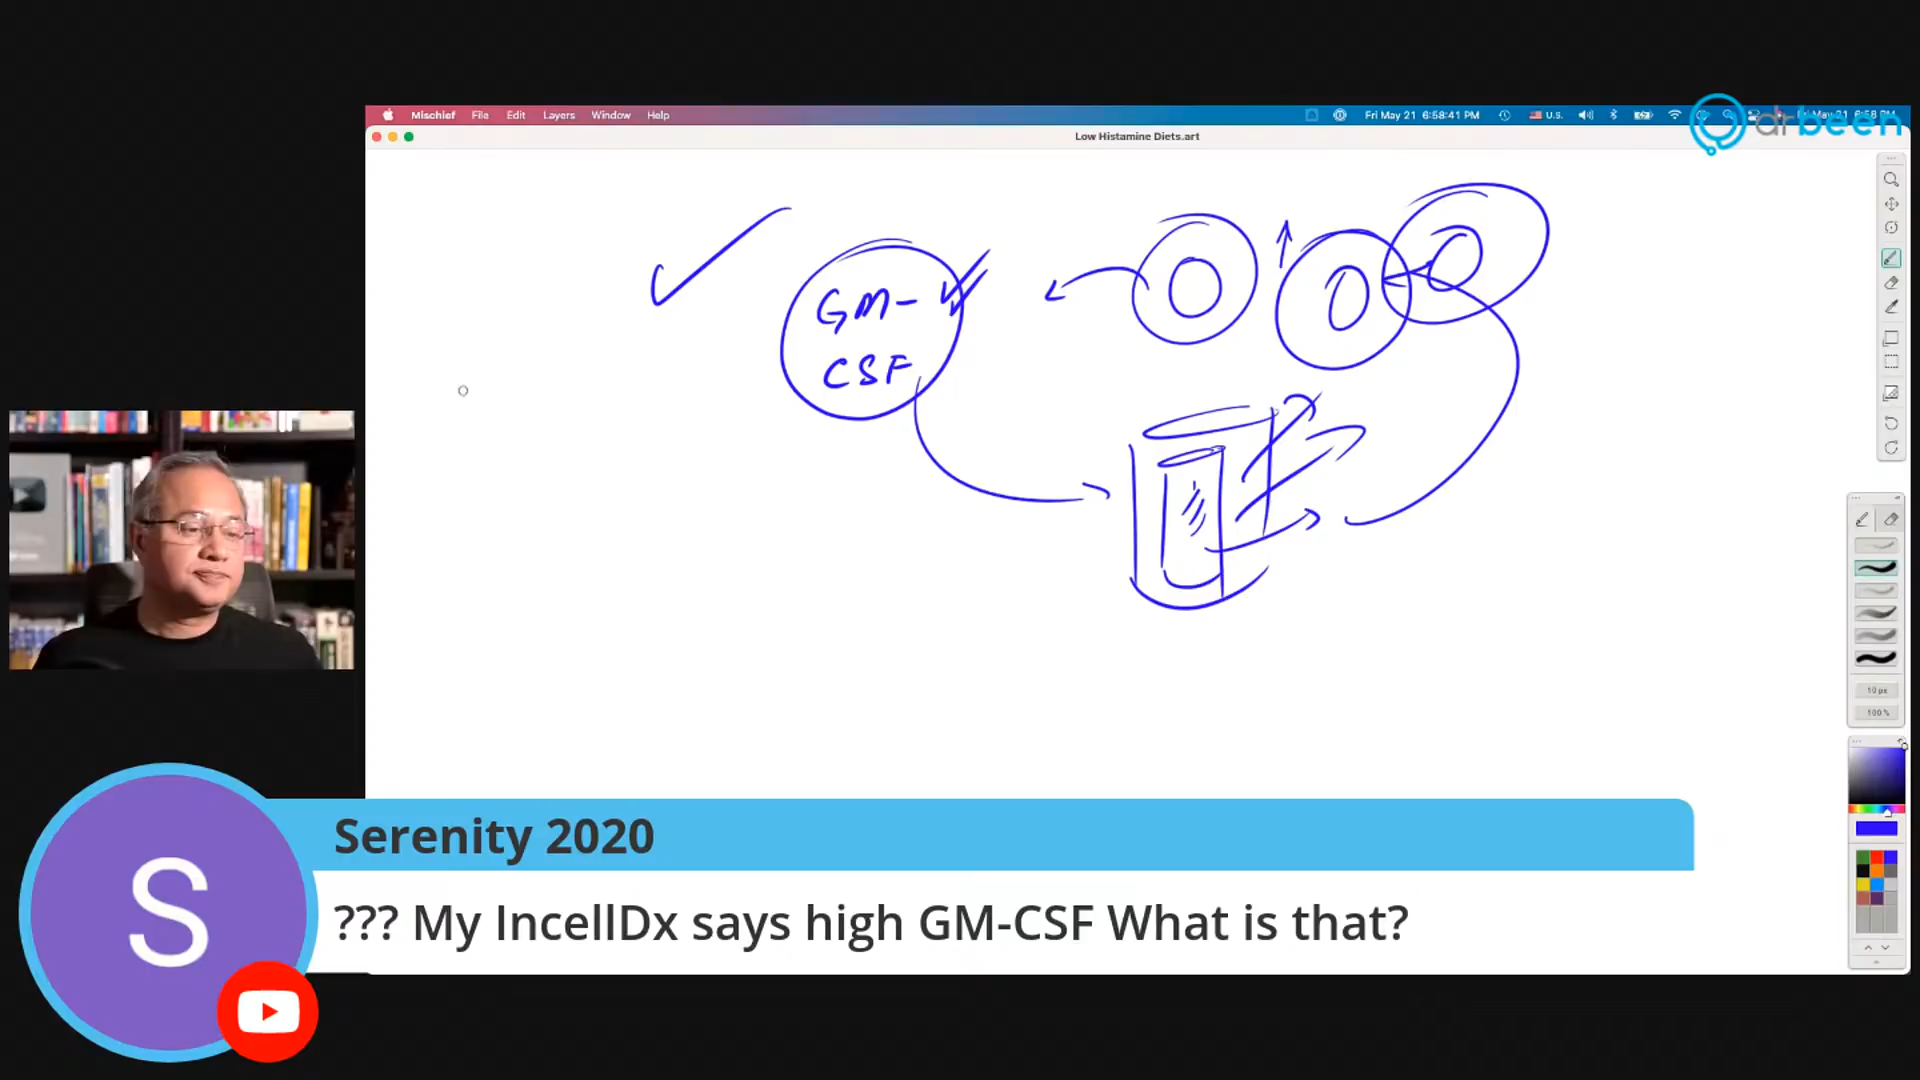 Mischief File Edit Layers Window Help
Fri May 21 6:58:41 PM
U.S.
drbeen
Low Histamine Diets.art
GM-
CSF
10 px
100%
S
Serenity 2020
??? My IncellDx says high GM-CSF What is that?